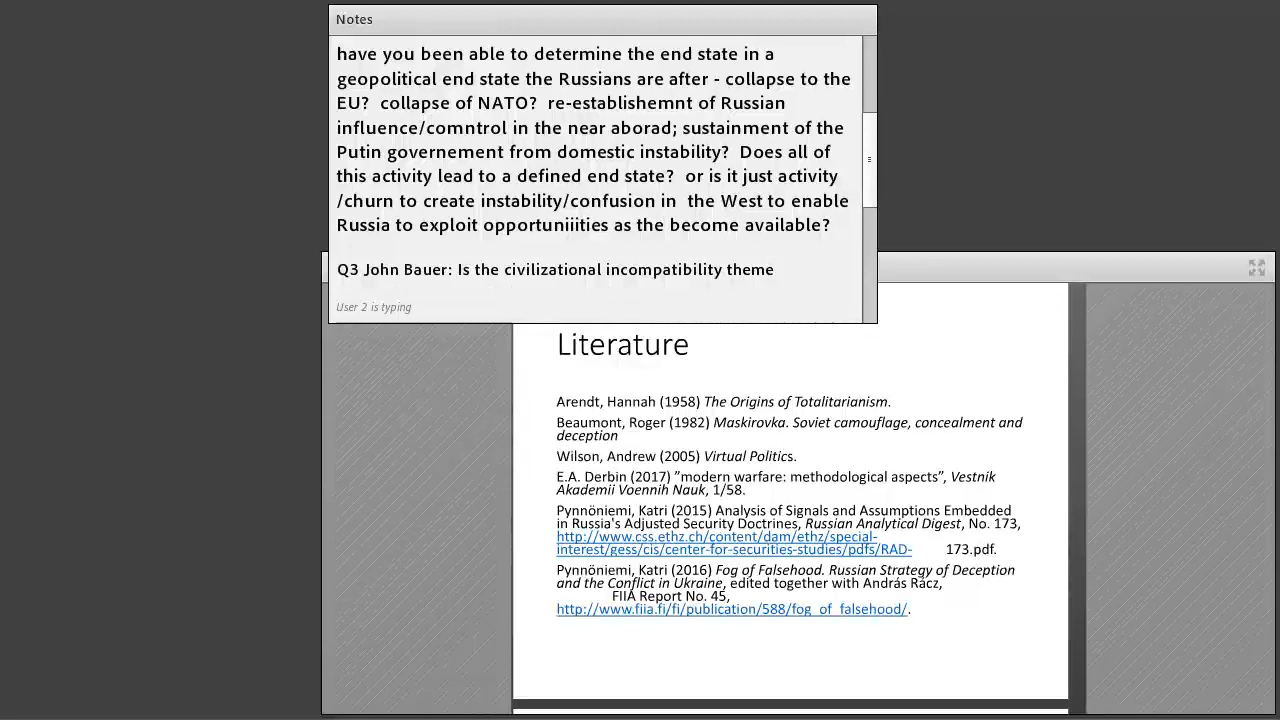 Notes
have you been able to determine the end state in a
geopolitical end state the Russians are after - collapse to the
EU?  collapse of NATO?  re-establishemnt of Russian
influence/comntrol in the near aborad; sustainment of the
Putin governement from domestic instability?  Does all of
this activity lead to a defined end state?  or is it just activity
/churn to create instability/confusion in  the West to enable
Russia to exploit opportuniiities as the become available?
Q3 John Bauer: Is the civilizational incompatibility theme
User 2 is typing
Literature
Arendt, Hannah (1958) The Origins of Totalitarianism.
Beaumont, Roger (1982) Maskirovka. Soviet camouflage, concealment and
deception
Wilson, Andrew (2005) Virtual Politics.
E.A. Derbin (2017) ”modern warfare: methodological aspects”, Vestnik
Akademii Voennih Nauk, 1/58.
Pynnöniemi, Katri (2015) Analysis of Signals and Assumptions Embedded
in Russia's Adjusted Security Doctrines, Russian Analytical Digest, No. 173,
http://www.css.ethz.ch/content/dam/ethz/special-
interest/gess/cis/center-for-securities-studies/pdfs/RAD- 173.pdf.
Pynnöniemi, Katri (2016) Fog of Falsehood. Russian Strategy of Deception
and the Conflict in Ukraine, edited together with András Rácz,
FIIA Report No. 45,
http://www.fiia.fi/fi/publication/588/fog_of_falsehood/.